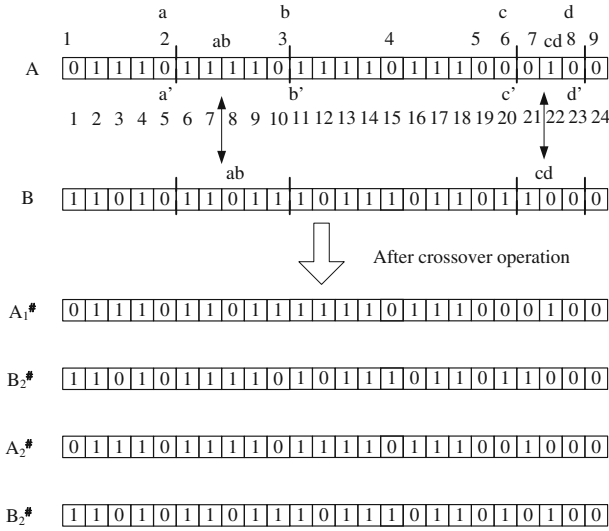 a b c d
1 2 ab 3 4 5 6 7 cd 8 9
A 0 1 1 1 0 1 1 1 1 0 1 1 1 1 0 1 1 1 0 0 0 1 0 0
a' b' c' d'
1 2 3 4 5 6 7 8 9 10 11 12 13 14 15 16 17 18 19 20 21 22 23 24
ab cd
B 1 1 0 1 0 1 1 0 1 1 1 0 1 1 1 0 1 1 0 1 1 0 0 0
After crossover operation
A1# 0 1 1 1 0 1 1 0 1 1 1 1 1 1 0 1 1 1 0 0 0 1 0 0
B2# 1 1 0 1 0 1 1 1 1 0 1 0 1 1 1 0 1 1 0 1 1 0 0 0
A2# 0 1 1 1 0 1 1 1 1 0 1 1 1 1 0 1 1 1 0 0 1 0 0 0
B2# 1 1 0 1 0 1 1 0 1 1 1 0 1 1 1 0 1 1 0 1 0 1 0 0